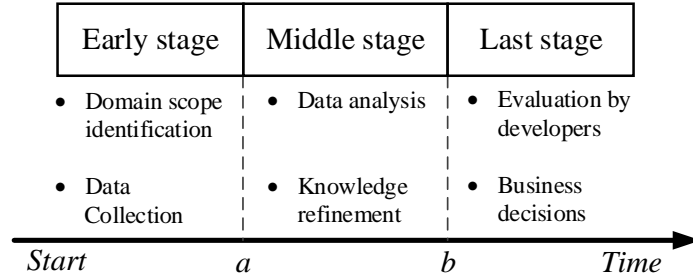 Early stage Middle stage Last stage
• Domain scope identification
• Data Collection
• Data analysis
• Knowledge refinement
• Evaluation by developers
• Business decisions
Start a b Time